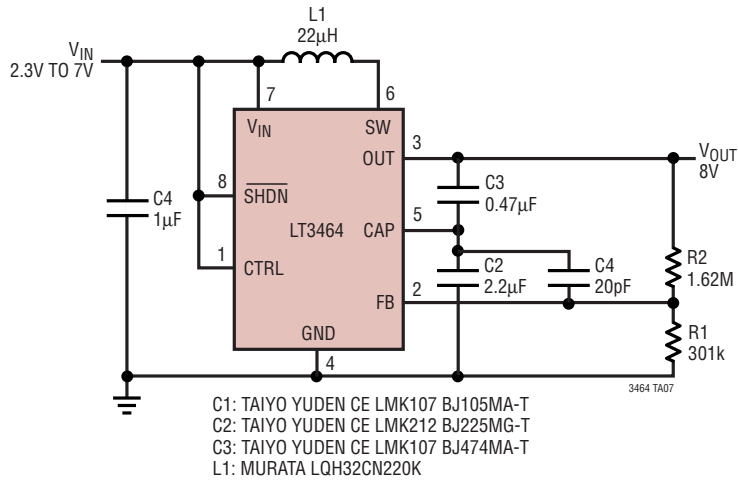 L1
22μH
VIN
2.3V TO 7V
7
6
VIN
SW
OUT
3
VOUT
8V
C3
0.47μF
C4
1μF
8
SHDN
LT3464
CAP
5
1
CTRL
C2
2.2μF
C4
20pF
R2
1.62M
FB
2
GND
4
R1
301k
3464 TA07
C1: TAIYO YUDEN CE LMK107 BJ105MA-T
C2: TAIYO YUDEN CE LMK212 BJ225MG-T
C3: TAIYO YUDEN CE LMK107 BJ474MA-T
L1: MURATA LQH32CN220K